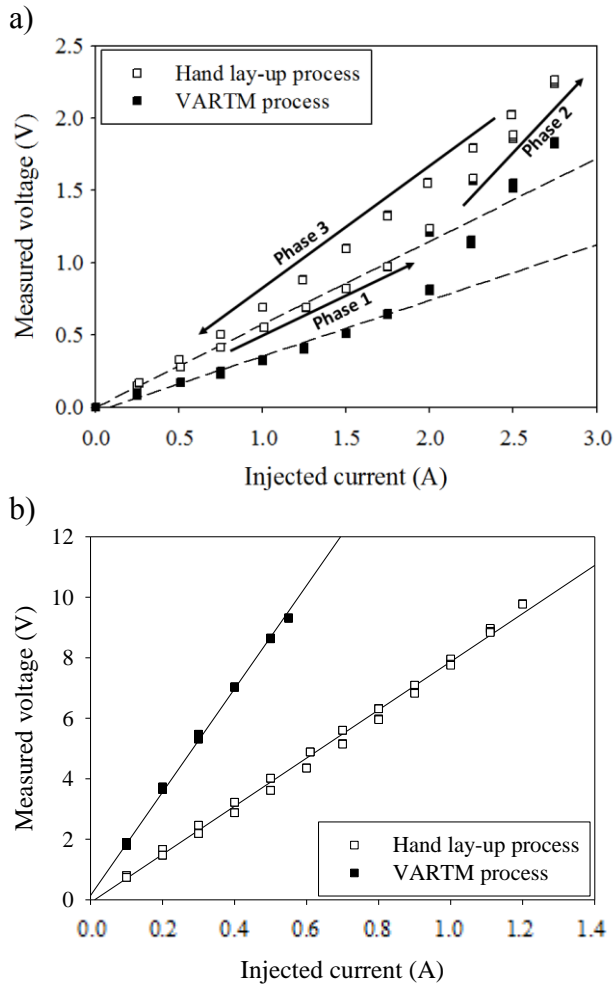 a)
2.5
2.0
1.5
1.0
0.5
0.0
Measured voltage (V)
Hand lay-up process
VARTM process
Phase 3
Phase 2
Phase 1
0.0 0.5 1.0 1.5 2.0 2.5 3.0
Injected current (A)
b)
12
10
8
6
4
2
0
Measured voltage (V)
Hand lay-up process
VARTM process
0.0 0.2 0.4 0.6 0.8 1.0 1.2 1.4
Injected current (A)